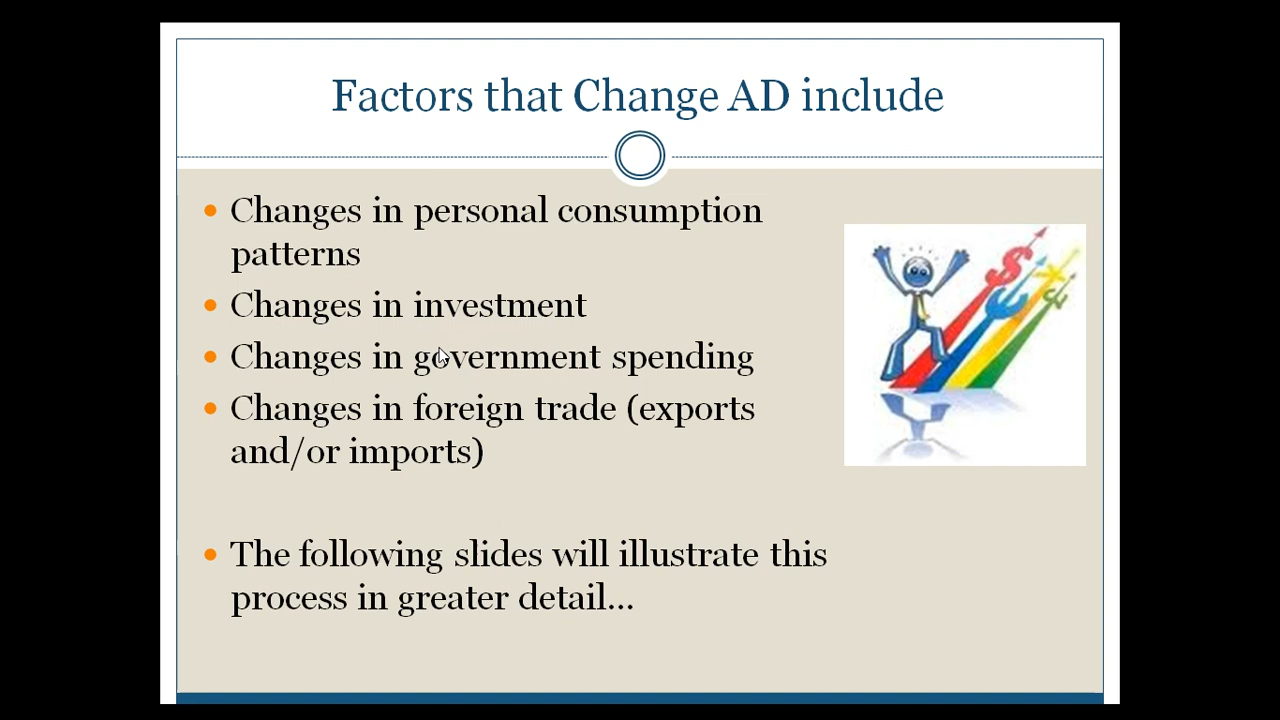 Factors that Change AD include
Changes in personal consumption
patterns
Changes in investment
Changes in government spending
Changes in foreign trade (exports
and/or imports)
The following slides will illustrate this
process in greater detail...